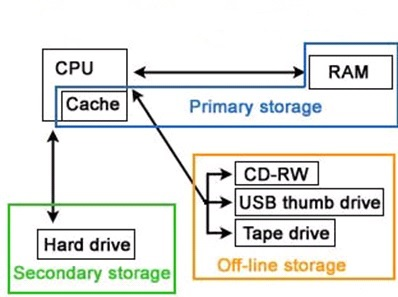 CPU
RAM
Cache
Primary storage
CD-RW
USB thumb drive
Tape drive
Off-line storage
Hard drive
Secondary storage